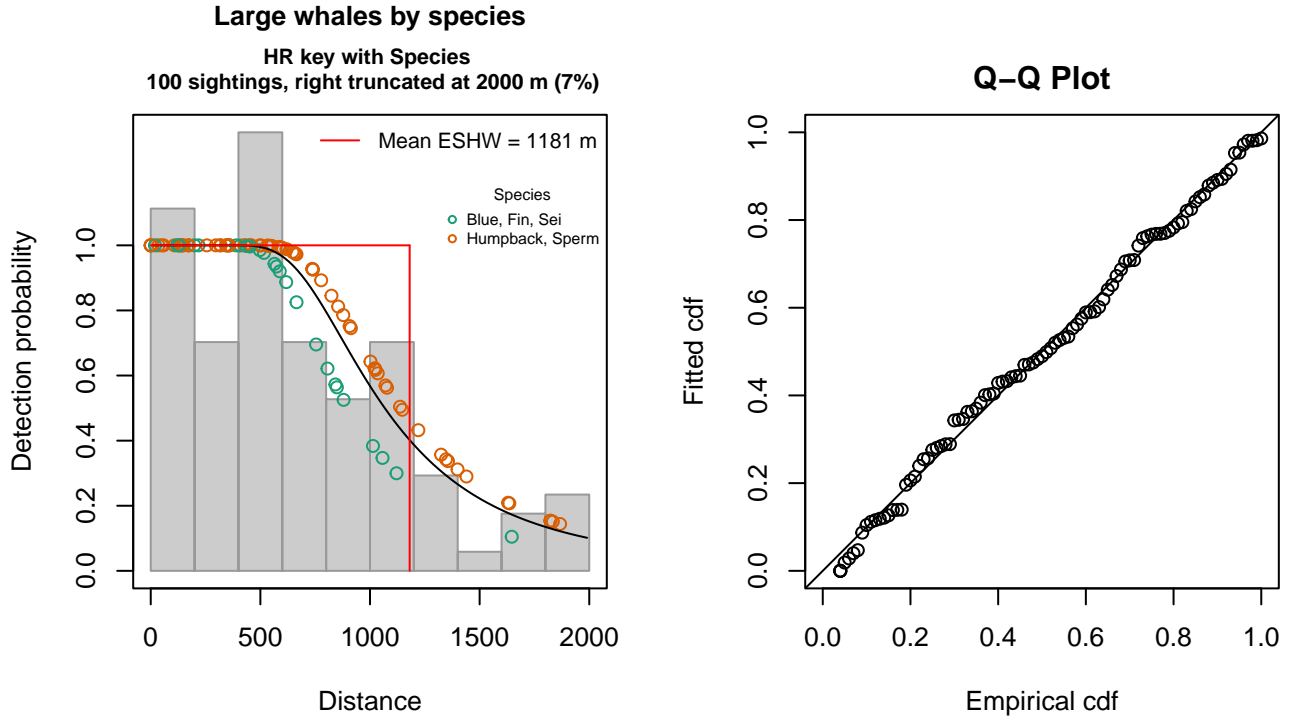 Large whales by species
HR key with Species
100 sightings, right truncated at 2000 m (7%)
Mean ESHW = 1181 m
Species
Blue, Fin, Sei
Humpback, Sperm
Detection probability
0.0
0.2
0.4
0.6
0.8
1.0
0
500
1000
1500
2000
Distance
Q−Q Plot
Fitted cdf
0.0
0.2
0.4
0.6
0.8
1.0
0.0
0.2
0.4
0.6
0.8
1.0
Empirical cdf